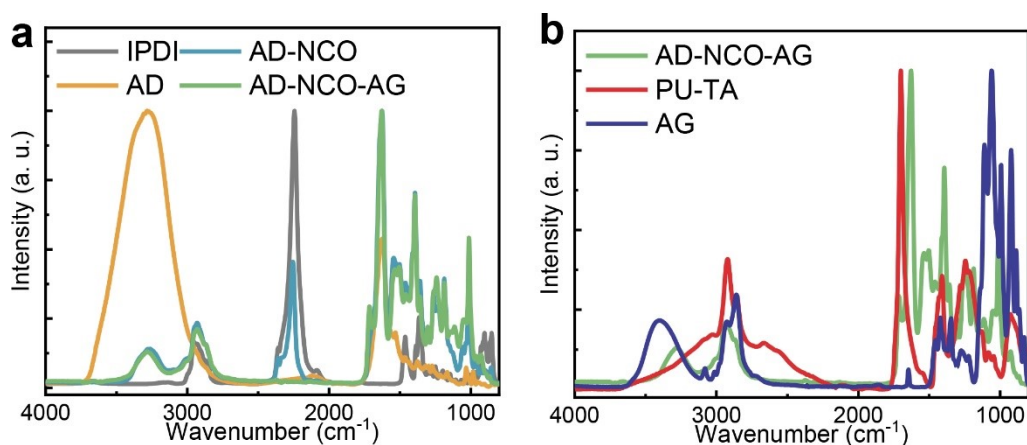 a
IPDI AD-NCO
AD AD-NCO-AG
Intensity (a. u.)
4000 3000 2000 1000
Wavenumber (cm⁻¹)
b
AD-NCO-AG
PU-TA
AG
Intensity (a. u.)
4000 3000 2000 1000
Wavenumber (cm⁻¹)